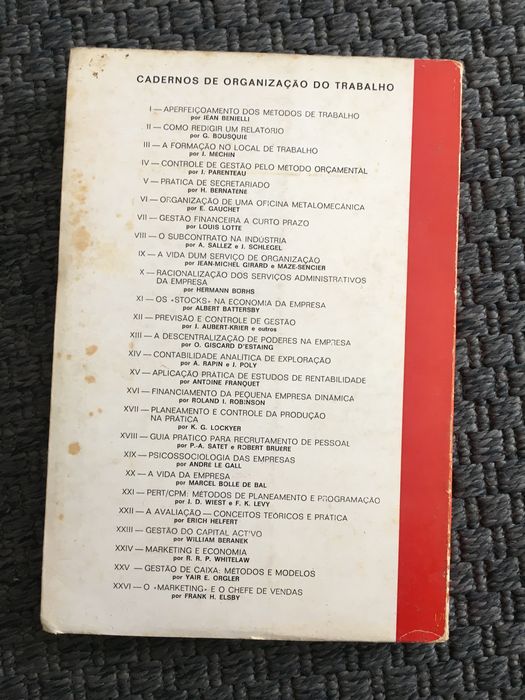 CADERNOS DE ORGANIZAÇÃO DO TRABALHO
I — APERFEIÇOAMENTO DOS METODOS DE TRABALHO
por JEAN BENIELLI
II — COMO REDIGIR UM RELATÓRIO
por G. BOUSQUIE
III — A FORMAÇÃO NO LOCAL DE TRABALHO
por I. MECHIN
IV — CONTROLE DE GESTÃO PELO METODO ORÇAMENTAL
por J. PARENTEAU
V — PRATICA DE SECRETARIADO
por H. BERNATENE
VI — ORGANIZAÇÃO DE UMA OFICINA METALOMECÂNICA
por E. GAUCHET
VII — GESTÃO FINANCEIRA A CURTO PRAZO
por LOUIS LOTTE
VIII — O SUBCONTRATO NA INDÚSTRIA
por A. SALLEZ e J. SCHLEGEL
IX — A VIDA DUM SERVIÇO DE ORGANIZAÇÃO
por JEAN-MICHEL GIRARD e MAZE-SENCIER
X — RACIONALIZAÇÃO DOS SERVIÇOS ADMINISTRATIVOS
DA EMPRESA
por HERMANN BÖRHS
XI — OS «STOCKS» NA ECONOMIA DA EMPRESA
por ALBERT BATTERSBY
XII — PREVISÃO E CONTROLE DE GESTÃO
por J. AUBERT-KRIER e outros
XIII — A DESCENTRALIZAÇÃO DE PODERES NA EMPRESA
por O. GISCARD D'ESTAING
XIV — CONTABILIDADE ANALITICA DE EXPLORAÇÃO
por A. RAPIN e J. POLY
XV — APLICAÇÃO PRATICA DE ESTUDOS DE RENTABILIDADE
por ANTOINE FRANQUET
XVI — FINANCIAMENTO DA PEQUENA EMPRESA DINÂMICA
por ROLAND I. ROBINSON
XVII — PLANEAMENTO E CONTROLE DA PRODUÇÃO
NA PRÁTICA
por K. G. LOCKYER
XVIII — GUIA PRÁTICO PARA RECRUTAMENTO DE PESSOAL
por P.-A. SATET e ROBERT BRUERE
XIX — PSICOSSOCIOLOGIA DAS EMPRESAS
por ANDRE LE GALL
XX — A VIDA DA EMPRESA
por MARCEL BOLLE DE BAL
XXI — PERT/CPM: METODOS DE PLANEAMENTO E PROGRAMAÇÃO
por J. D. WIEST e F. K. LEVY
XXII — A AVALIAÇÃO — CONCEITOS TEÓRICOS E PRATICA
por ERICH HELFERT
XXIII — GESTÃO DO CAPITAL ACTIVO
por WILLIAM BERANEK
XXIV — MARKETING E ECONOMIA
por R. R. P. WHITELAW
XXV — GESTÃO DE CAIXA: METODOS E MODELOS
por YAIR E. ORGLER
XXVI — O «MARKETING» E O CHEFE DE VENDAS
por FRANK H. ELSBY